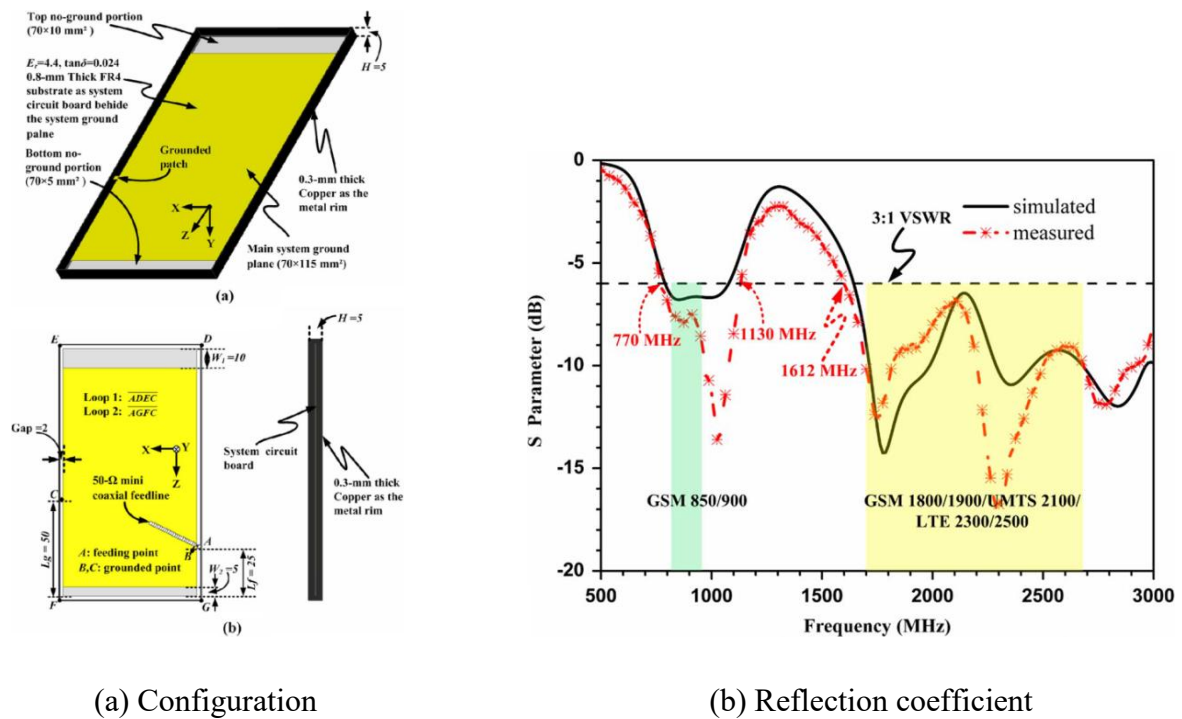 Top no-ground portion
(70×10 mm² )
Eᵣ=4.4, tanδ=0.024
0.8-mm Thick FR4
substrate as system
circuit board behide
the system ground
palne
Bottom no-
ground portion
(70×5 mm² )
Grounded
patch
H =5
0.3-mm thick
Copper as the
metal rim
X
Z
Y
Main system ground
plane (70×115 mm²)
(a)
E
D
W₁ =10
Loop 1: ADEC
Loop 2: AGFC
Gap =2
X
Y
Z
C
50-Ω mini
coaxial feedline
A
B
A: feeding point
B,C: grounded point
Lg = 50
W₂ =5
Lf = 25
F
G
(b)
H =5
System circuit
board
0.3-mm thick
Copper as the
metal rim
S Parameter (dB)
0
-5
-10
-15
-20
3:1 VSWR
simulated
measured
770 MHz
1130 MHz
1612 MHz
GSM 850/900
GSM 1800/1900/UMTS 2100/
LTE 2300/2500
500
1000
1500
2000
2500
3000
Frequency (MHz)
(a) Configuration
(b) Reflection coefficient